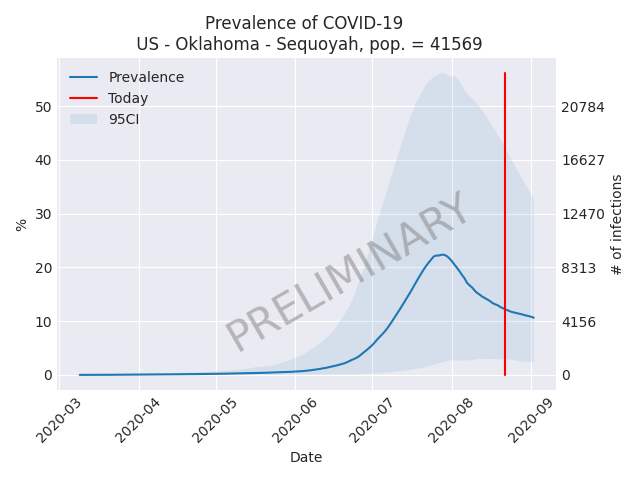 Prevalence of COVID-19
US - Oklahoma - Sequoyah, pop. = 41569
Prevalence
Today
95CI
PRELIMINARY
%
50
40
30
20
10
0
20784
16627
12470
8313
4156
0
# of infections
2020-03
2020-04
2020-05
2020-06
2020-07
2020-08
2020-09
Date